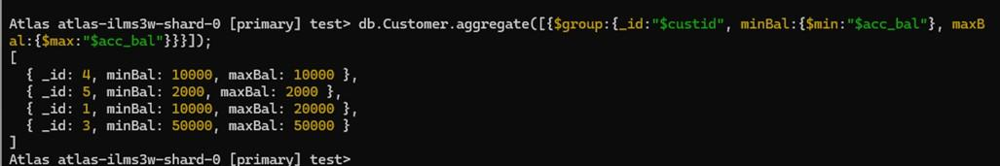 Atlas atlas-ilms3w-shard-0 [primary] test> db.Customer.aggregate([{$group:{_id:"$custid", minBal:{$min:"$acc_bal"}, maxB
al:{$max:"$acc_bal"}}}]);
[
  { _id: 4, minBal: 10000, maxBal: 10000 },
  { _id: 5, minBal: 2000, maxBal: 2000 },
  { _id: 1, minBal: 10000, maxBal: 20000 },
  { _id: 3, minBal: 50000, maxBal: 50000 }
]
Atlas atlas-ilms3w-shard-0 [primary] test>